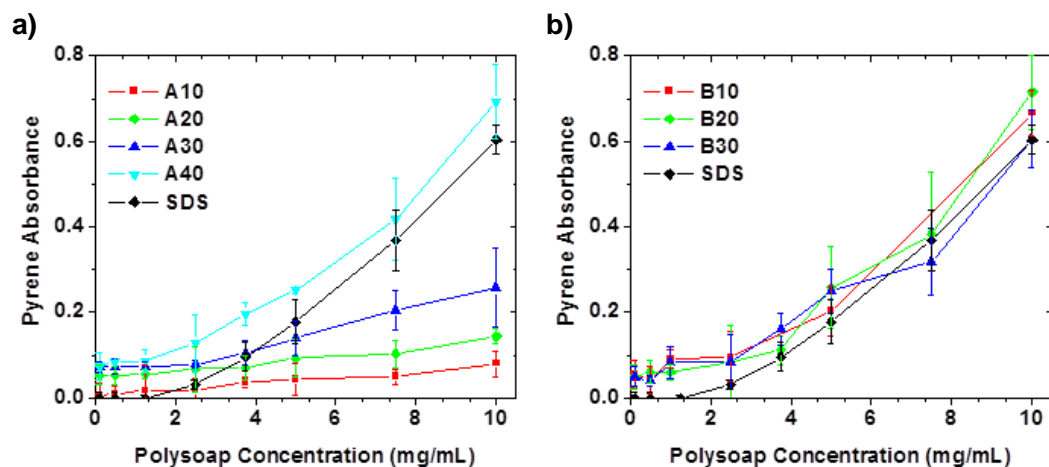 a)
0.8
0.6
0.4
0.2
0.0
Pyrene Absorbance
A10
A20
A30
A40
SDS
0 2 4 6 8 10
Polysoap Concentration (mg/mL)
b)
0.8
0.6
0.4
0.2
0.0
Pyrene Absorbance
B10
B20
B30
SDS
0 2 4 6 8 10
Polysoap Concentration (mg/mL)